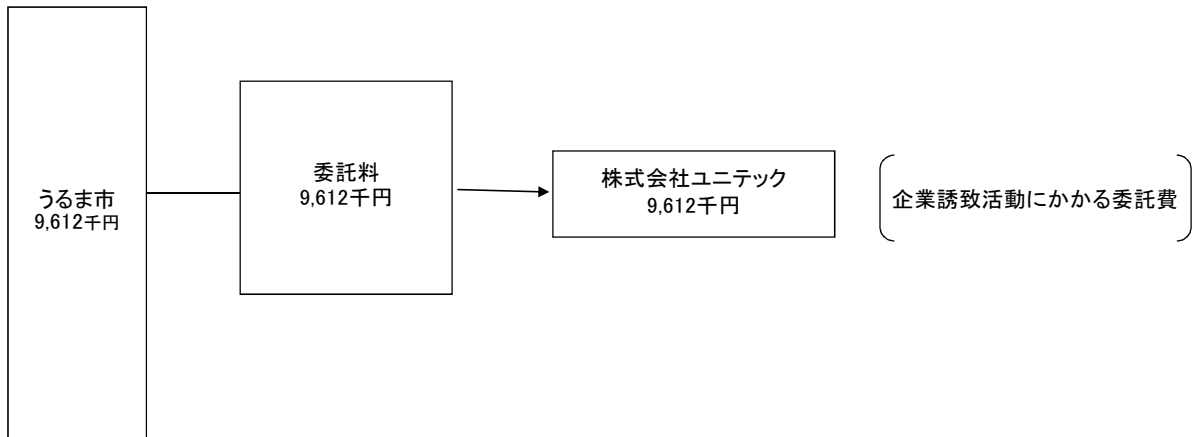 うるま市
9,612千円
委託料
9,612千円
株式会社ユニテック
9,612千円
企業誘致活動にかかる委託費